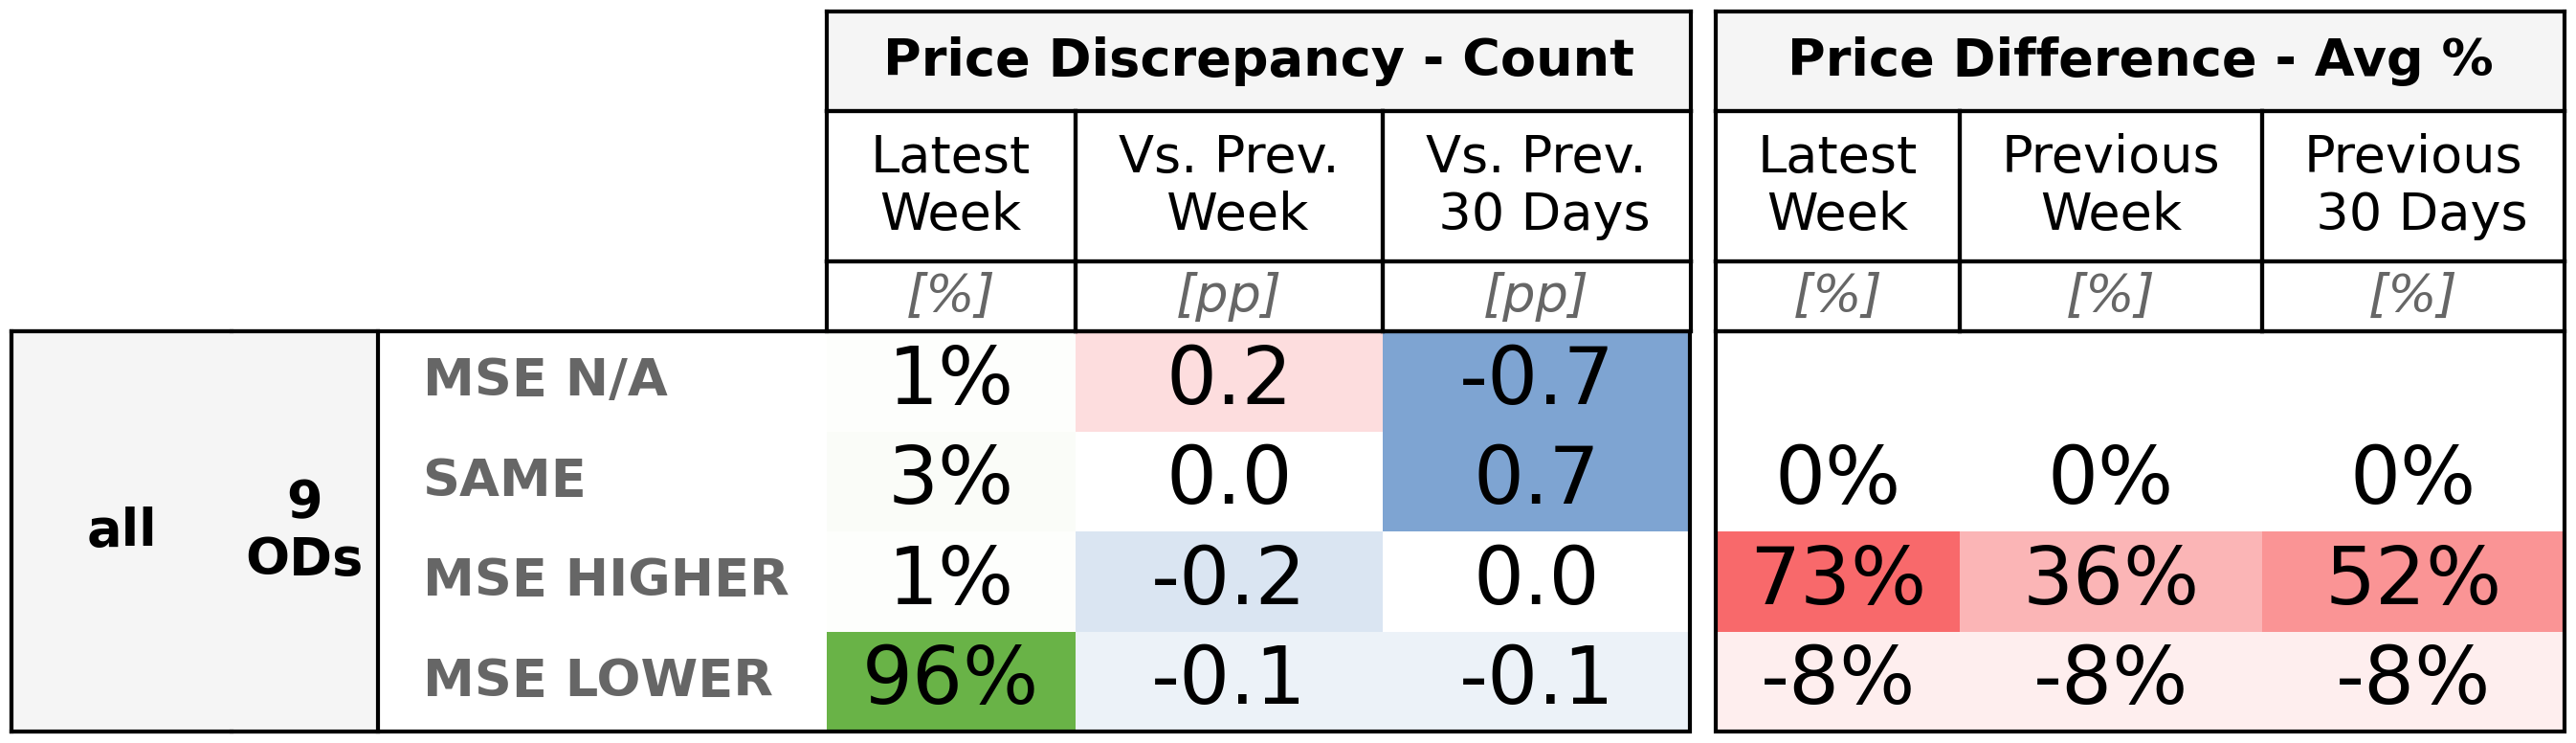 Price Discrepancy - Count Price Difference - Avg %
Latest Week Vs. Prev. Week Vs. Prev. 30 Days Latest Week Previous Week Previous 30 Days
[%] [pp] [pp] [%] [%] [%]
all 9 ODs
MSE N/A 1% 0.2 -0.7
SAME 3% 0.0 0.7 0% 0% 0%
MSE HIGHER 1% -0.2 0.0 73% 36% 52%
MSE LOWER 96% -0.1 -0.1 -8% -8% -8%